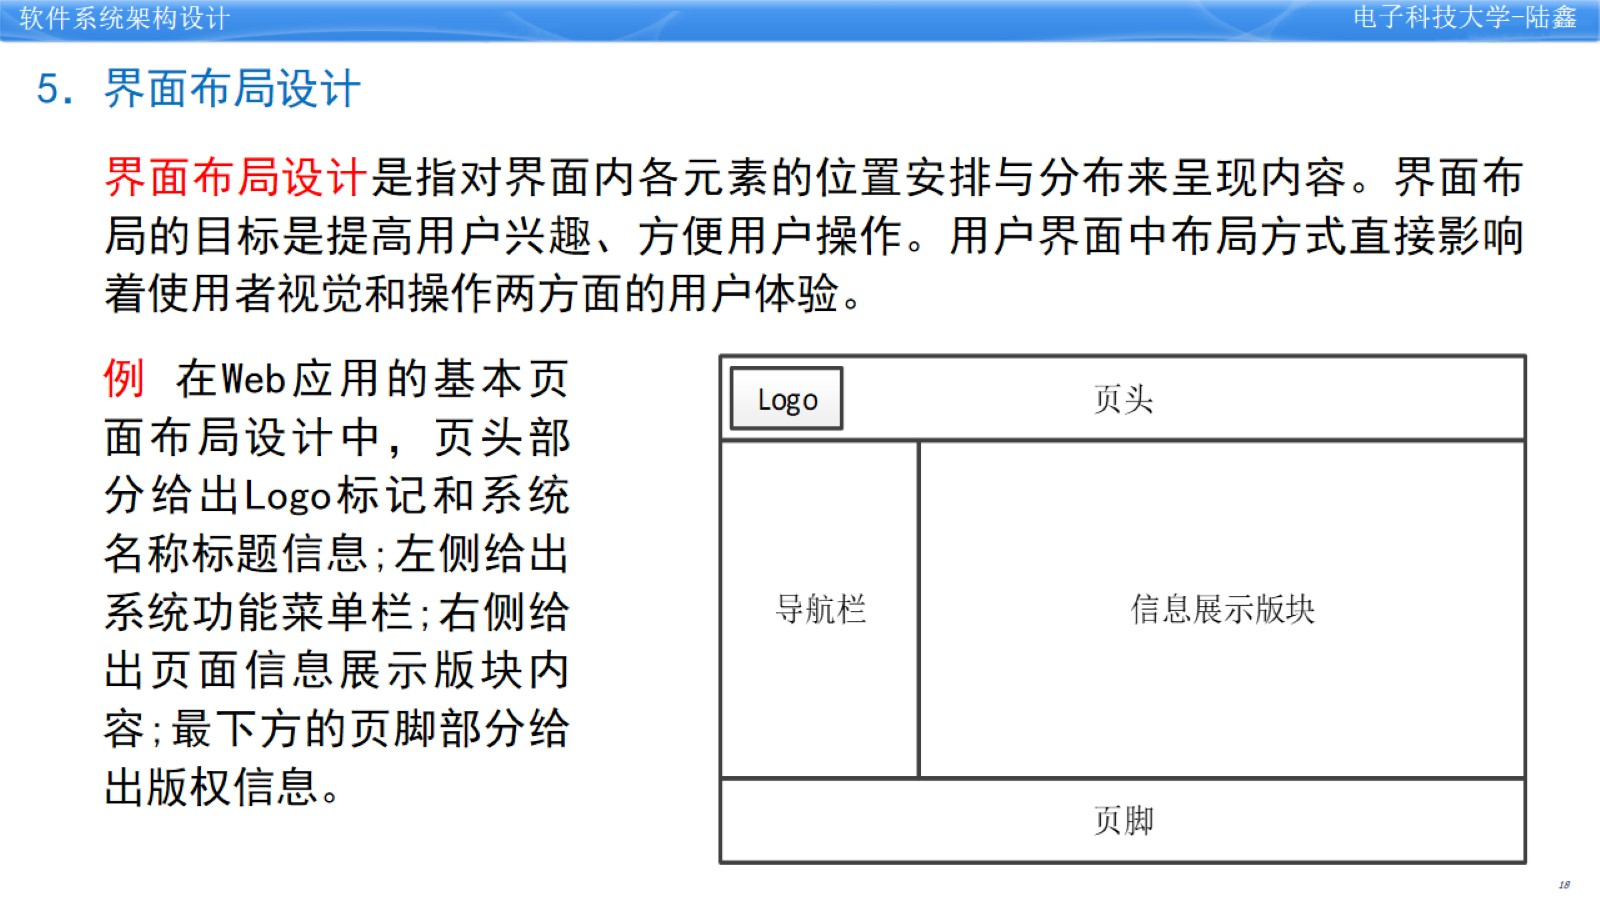 软件系统架构设计
电子科技大学-陆鑫
5. 界面布局设计
界面布局设计是指对界面内各元素的位置安排与分布来呈现内容。界面布
局的目标是提高用户兴趣、方便用户操作。用户界面中布局方式直接影响
着使用者视觉和操作两方面的用户体验。
例 在Web应用的基本页
面布局设计中，页头部
分给出Logo标记和系统
名称标题信息;左侧给出
系统功能菜单栏;右侧给
出页面信息展示版块内
容;最下方的页脚部分给
出版权信息。
Logo
页头
导航栏
信息展示版块
页脚
18